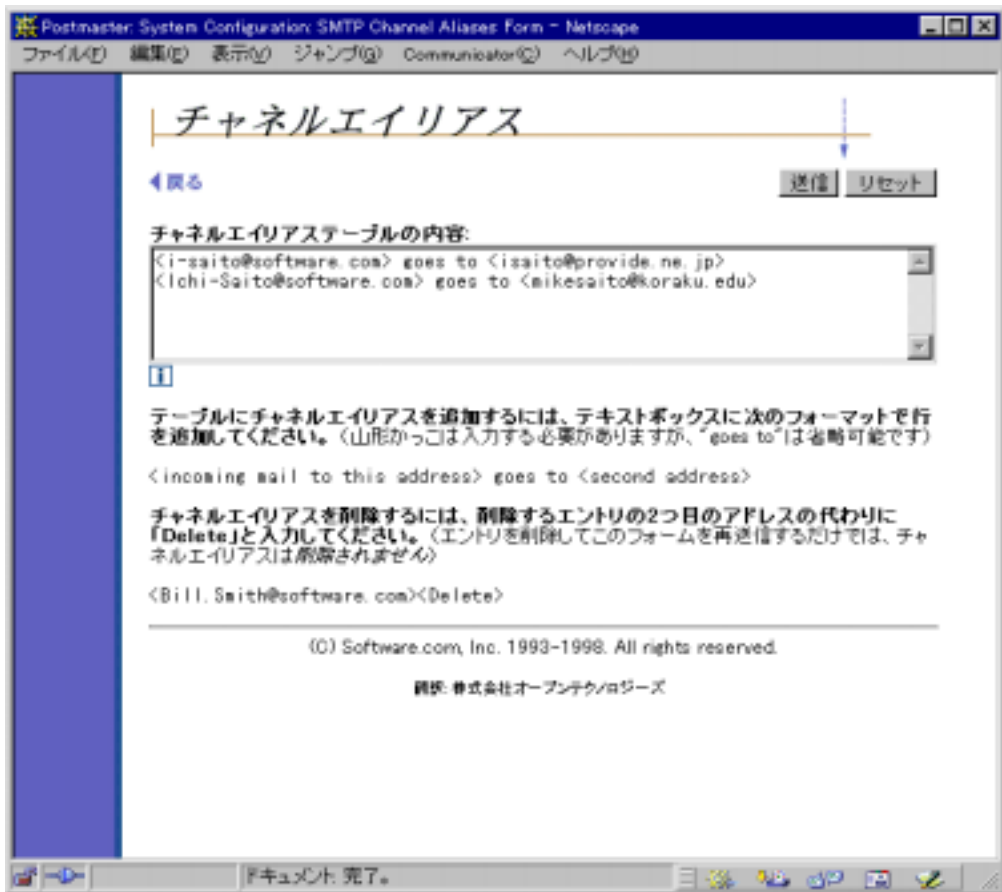 Postmaster: System Configuration: SMTP Channel Aliases Form - Netscape
ファイル(F) 編集(E) 表示(V) ジャンプ(G) Communicator(C) ヘルプ(H)
チャネルエイリアス
戻る
送信 リセット
チャネルエイリアステーブルの内容:
<i-saito@software.com> goes to <isaito@provide.ne.jp>
<Ichi-Saito@software.com> goes to <mikesaito@koraku.edu>
テーブルにチャネルエイリアスを追加するには、テキストボックスに次のフォーマットで行
を追加してください。(山形かっこは入力する必要がありますが、"goes to"は省略可能です)
<incoming mail to this address> goes to <second address>
チャネルエイリアスを削除するには、削除するエントリの2つ目のアドレスの代わりに
「Delete」と入力してください。(エントリを削除してこのフォームを再送信するだけでは、チャ
ネルエイリアスは削除されません)
<Bill.Smith@software.com><Delete>
(C) Software.com, Inc. 1993-1998. All rights reserved.
翻訳: 株式会社オープンテクノロジーズ
ドキュメント: 完了。